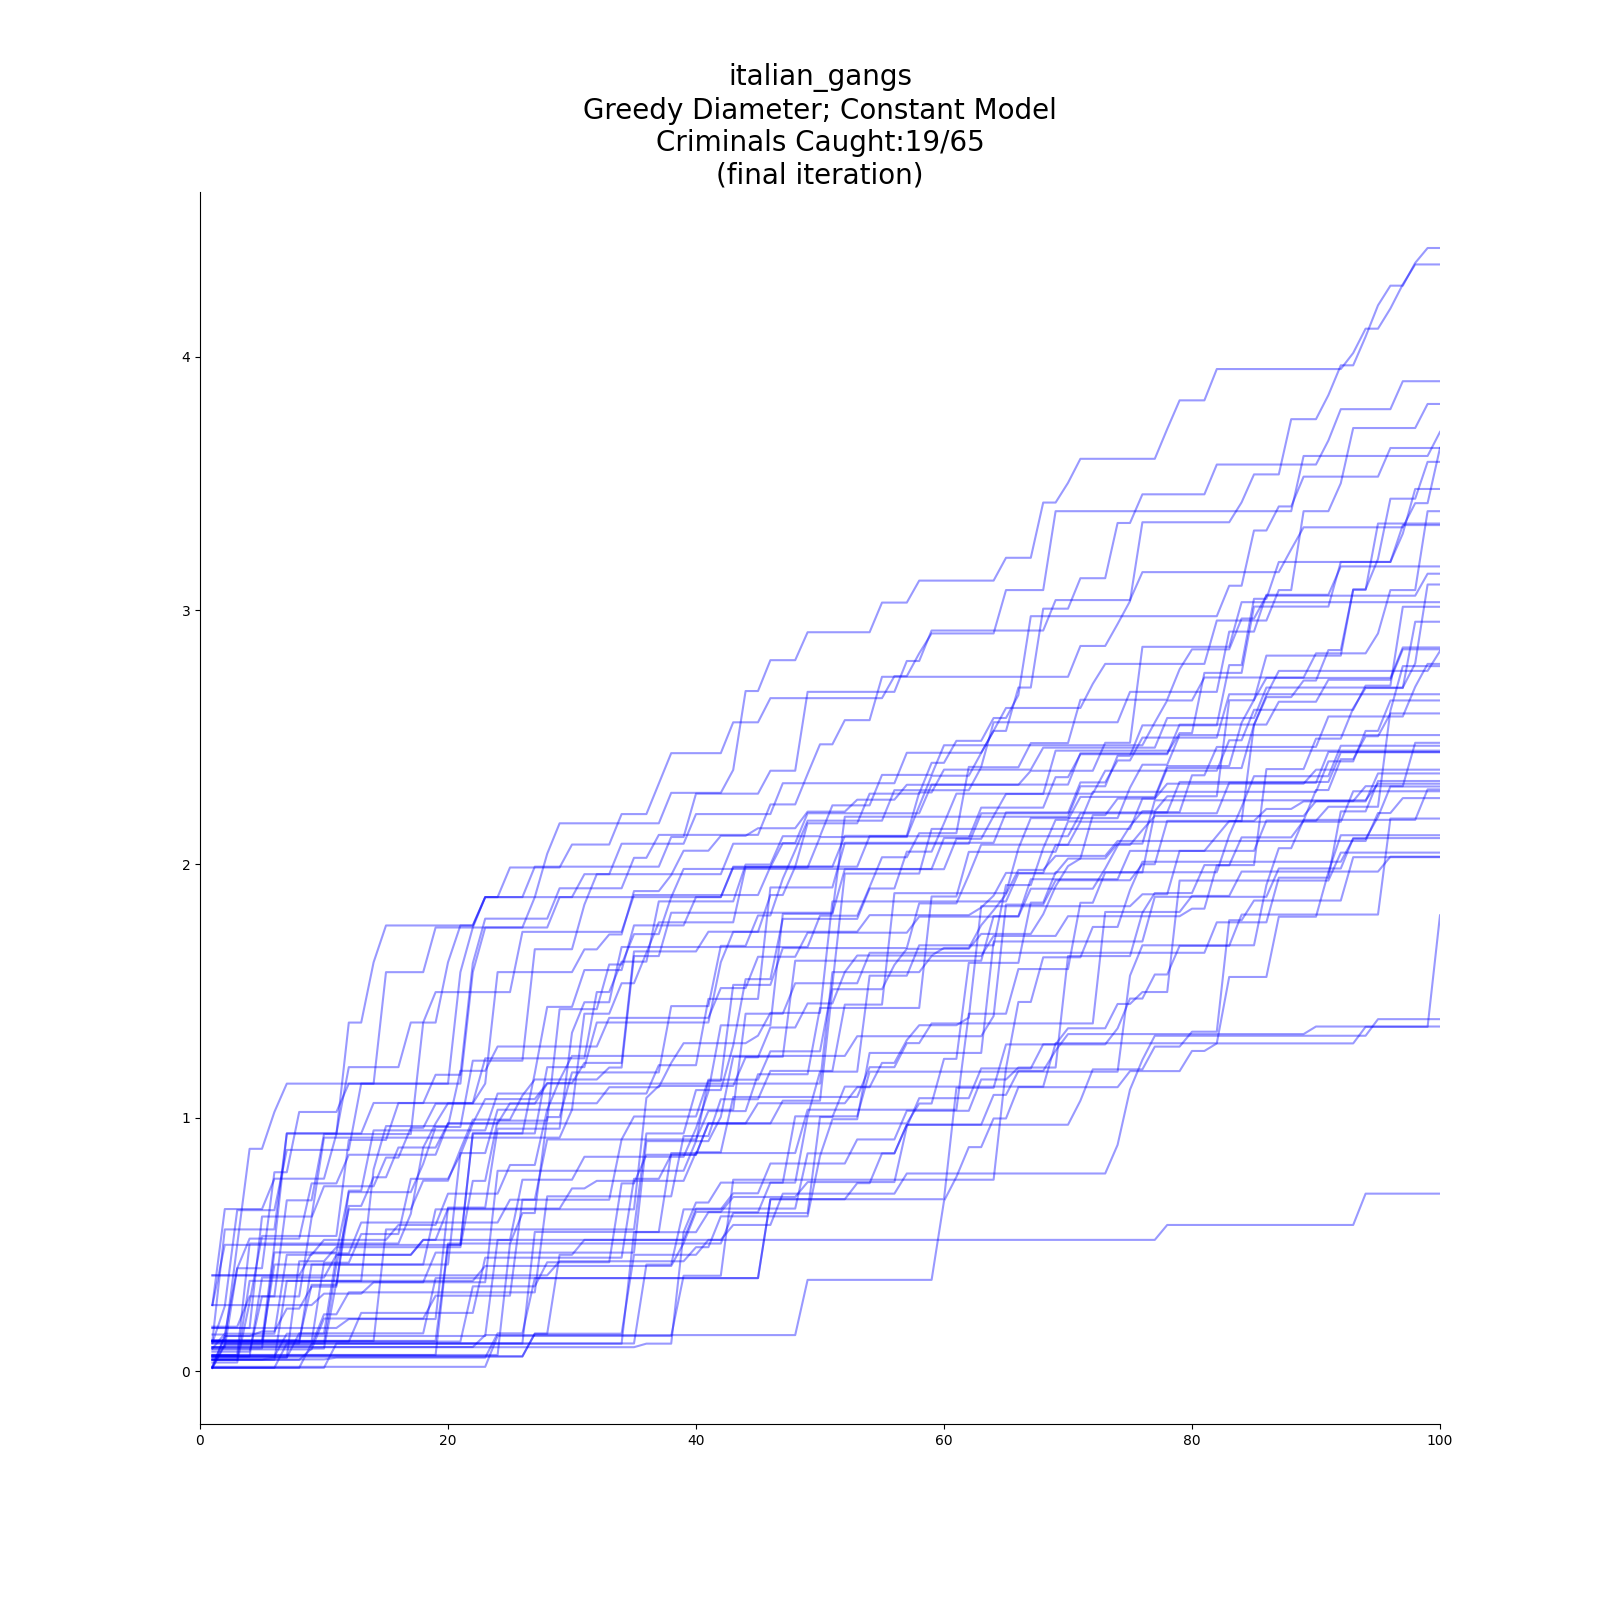 italian_gangs
Greedy Diameter; Constant Model
Criminals Caught:19/65
(final iteration)
4
3
2
1
0
0 20 40 60 80 100